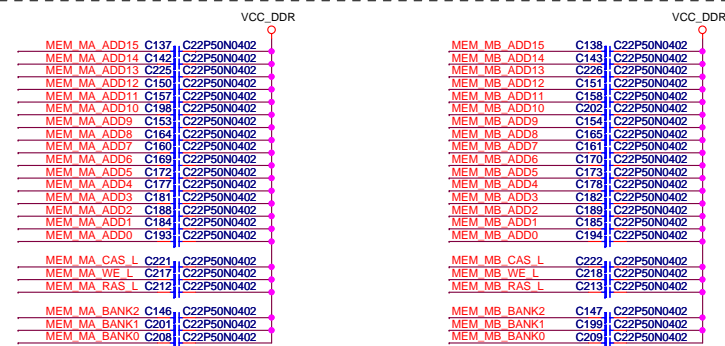 VCC_DDR
MEM_MA_ADD15 C137 C22P50N0402
MEM_MA_ADD14 C142 C22P50N0402
MEM_MA_ADD13 C225 C22P50N0402
MEM_MA_ADD12 C150 C22P50N0402
MEM_MA_ADD11 C157 C22P50N0402
MEM_MA_ADD10 C198 C22P50N0402
MEM_MA_ADD9 C153 C22P50N0402
MEM_MA_ADD8 C164 C22P50N0402
MEM_MA_ADD7 C160 C22P50N0402
MEM_MA_ADD6 C169 C22P50N0402
MEM_MA_ADD5 C172 C22P50N0402
MEM_MA_ADD4 C177 C22P50N0402
MEM_MA_ADD3 C181 C22P50N0402
MEM_MA_ADD2 C188 C22P50N0402
MEM_MA_ADD1 C184 C22P50N0402
MEM_MA_ADD0 C193 C22P50N0402
MEM_MA_CAS_L C221 C22P50N0402
MEM_MA_WE_L C217 C22P50N0402
MEM_MA_RAS_L C212 C22P50N0402
MEM_MA_BANK2 C146 C22P50N0402
MEM_MA_BANK1 C201 C22P50N0402
MEM_MA_BANK0 C208 C22P50N0402
VCC_DDR
MEM_MB_ADD15 C138 C22P50N0402
MEM_MB_ADD14 C143 C22P50N0402
MEM_MB_ADD13 C226 C22P50N0402
MEM_MB_ADD12 C151 C22P50N0402
MEM_MB_ADD11 C158 C22P50N0402
MEM_MB_ADD10 C202 C22P50N0402
MEM_MB_ADD9 C154 C22P50N0402
MEM_MB_ADD8 C165 C22P50N0402
MEM_MB_ADD7 C161 C22P50N0402
MEM_MB_ADD6 C170 C22P50N0402
MEM_MB_ADD5 C173 C22P50N0402
MEM_MB_ADD4 C178 C22P50N0402
MEM_MB_ADD3 C182 C22P50N0402
MEM_MB_ADD2 C189 C22P50N0402
MEM_MB_ADD1 C185 C22P50N0402
MEM_MB_ADD0 C194 C22P50N0402
MEM_MB_CAS_L C222 C22P50N0402
MEM_MB_WE_L C218 C22P50N0402
MEM_MB_RAS_L C213 C22P50N0402
MEM_MB_BANK2 C147 C22P50N0402
MEM_MB_BANK1 C199 C22P50N0402
MEM_MB_BANK0 C209 C22P50N0402